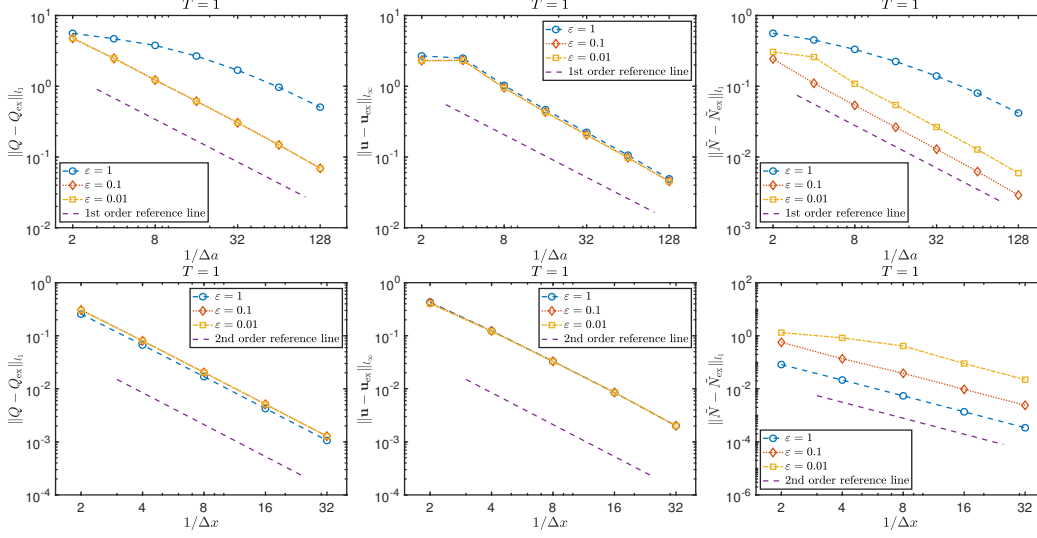 T = 1
10^1
10^0
10^-1
10^-2
2
8
32
128
1/Δa
||Q − Q_ex||_{l_1}
ε = 1
ε = 0.1
ε = 0.01
1st order reference line
T = 1
10^1
10^0
10^-1
10^-2
2
8
32
128
1/Δa
||u − u_ex||_{l_∞}
ε = 1
ε = 0.1
ε = 0.01
1st order reference line
T = 1
10^0
10^-1
10^-2
10^-3
2
8
32
128
1/Δa
||Ñ − Ñ_ex||_{l_1}
ε = 1
ε = 0.1
ε = 0.01
1st order reference line
T = 1
10^0
10^-1
10^-2
10^-3
10^-4
2
4
8
16
32
1/Δx
||Q − Q_ex||_{l_1}
ε = 1
ε = 0.1
ε = 0.01
2nd order reference line
T = 1
10^0
10^-1
10^-2
10^-3
10^-4
2
4
8
16
32
1/Δx
||u − u_ex||_{l_∞}
ε = 1
ε = 0.1
ε = 0.01
2nd order reference line
T = 1
10^2
10^0
10^-2
10^-4
10^-6
2
4
8
16
32
1/Δx
||Ñ − Ñ_ex||_{l_1}
ε = 1
ε = 0.1
ε = 0.01
2nd order reference line